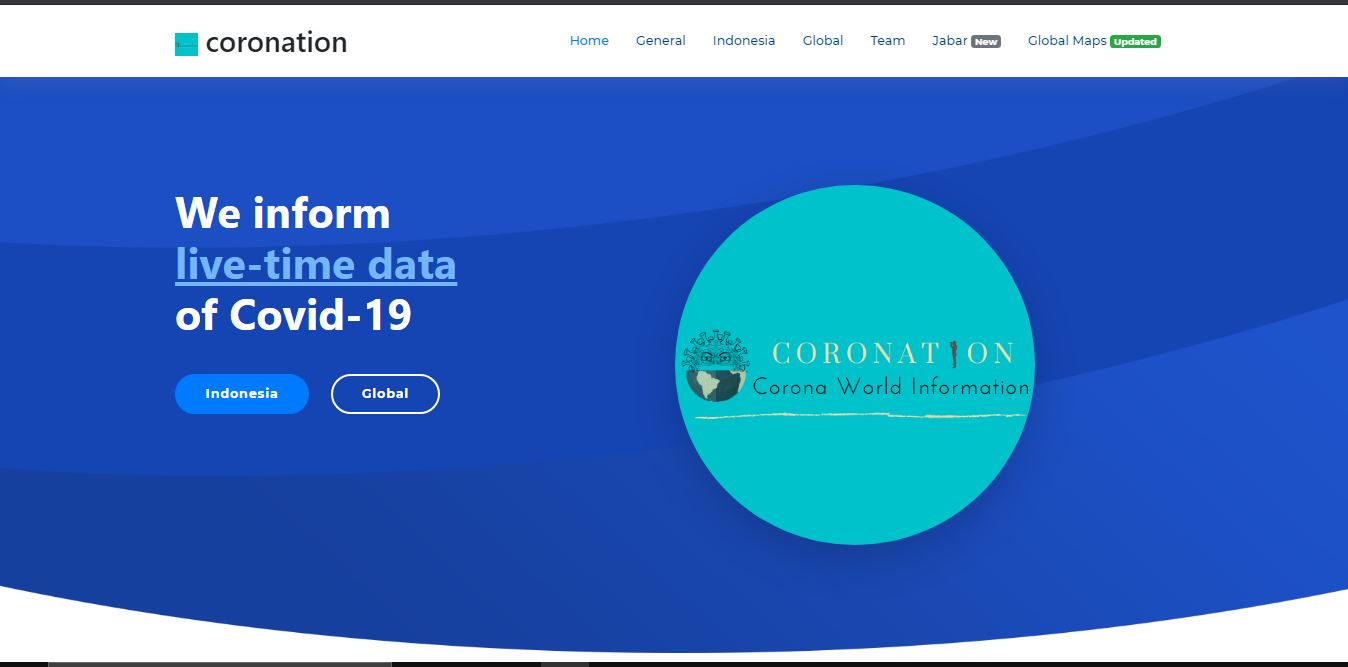 coronation
Home General Indonesia Global Team Jabar New Global Maps Updated
We inform
live-time data
of Covid-19
Indonesia Global
CORONATION
Corona World Information